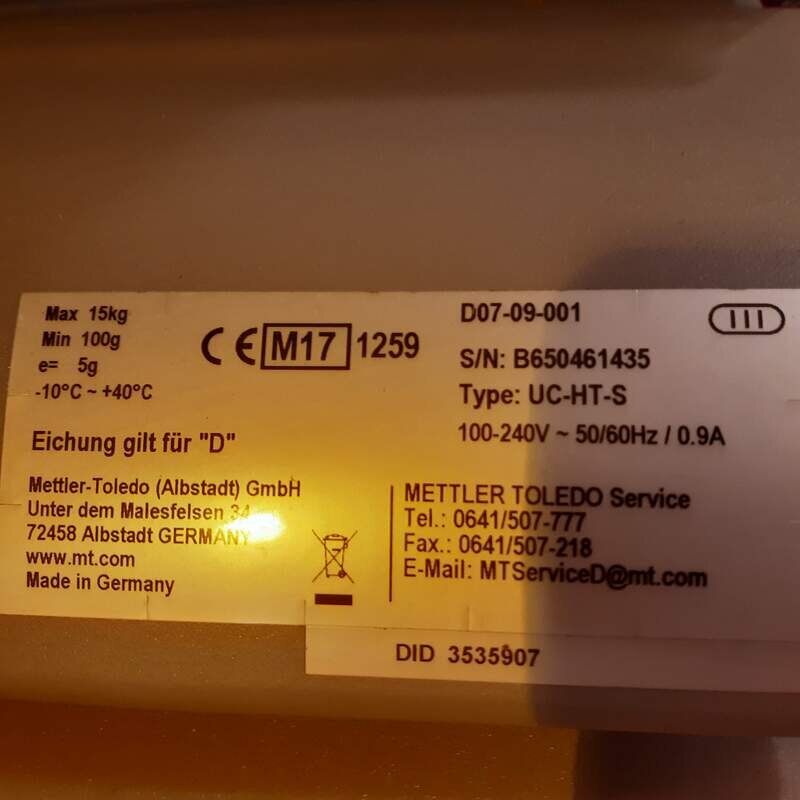 Max 15kg
Min 100g
e= 5g
-10°C ~ +40°C
CE M17 1259
D07-09-001
III
S/N: B650461435
Type: UC-HT-S
100-240V ~ 50/60Hz / 0.9A
Eichung gilt für "D"
Mettler-Toledo (Albstadt) GmbH
Unter dem Malesfelsen 34
72458 Albstadt GERMANY
www.mt.com
Made in Germany
METTLER TOLEDO Service
Tel.: 0641/507-777
Fax.: 0641/507-218
E-Mail: MTServiceD@mt.com
DID 3535907